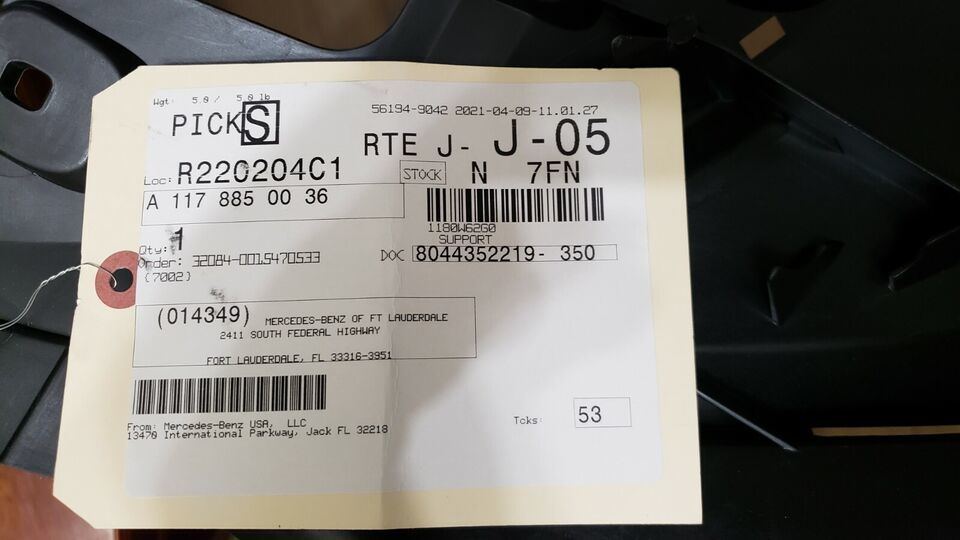 Wgt: 5.0 / 5.0 lb
56194-9042 2021-04-09-11.01.27
PICKS
RTE J- J-05
Loc: R220204C1
STOCK N 7FN
A 117 885 00 36
1180W62G0
SUPPORT
Qty: 1
DOC 8044352219- 350
Order: 32084-0015470533
(7002)
(014349) MERCEDES-BENZ OF FT LAUDERDALE
2411 SOUTH FEDERAL HIGHWAY
FORT LAUDERDALE, FL 33316-3951
Tcks: 53
From: Mercedes-Benz USA, LLC
13470 International Parkway, Jack FL 32218